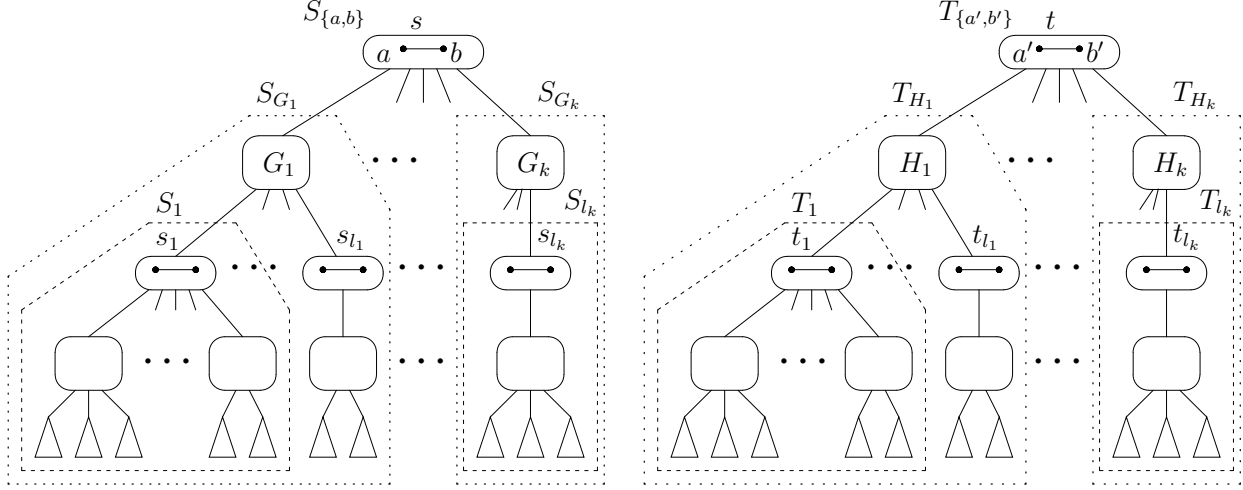 S_{a,b} s T_{a′,b′} t
a b a′ b′
S_{G_1} S_{G_k} T_{H_1} T_{H_k}
G_1 • • • G_k H_1 • • • H_k
S_1 S_{l_k} T_1 T_{l_k}
s_1 s_{l_1} s_{l_k} t_1 t_{l_1} t_{l_k}